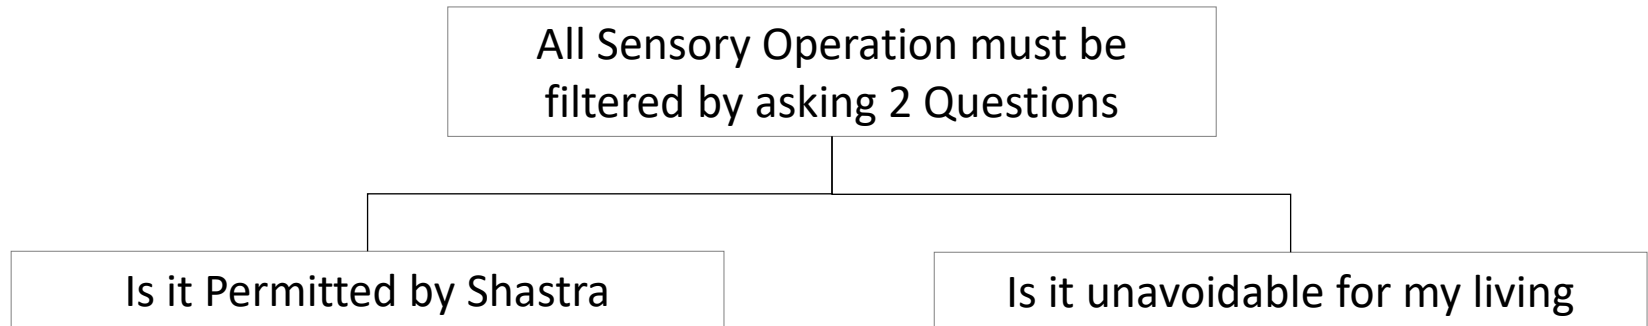 All Sensory Operation must be
filtered by asking 2 Questions
Is it Permitted by Shastra
Is it unavoidable for my living